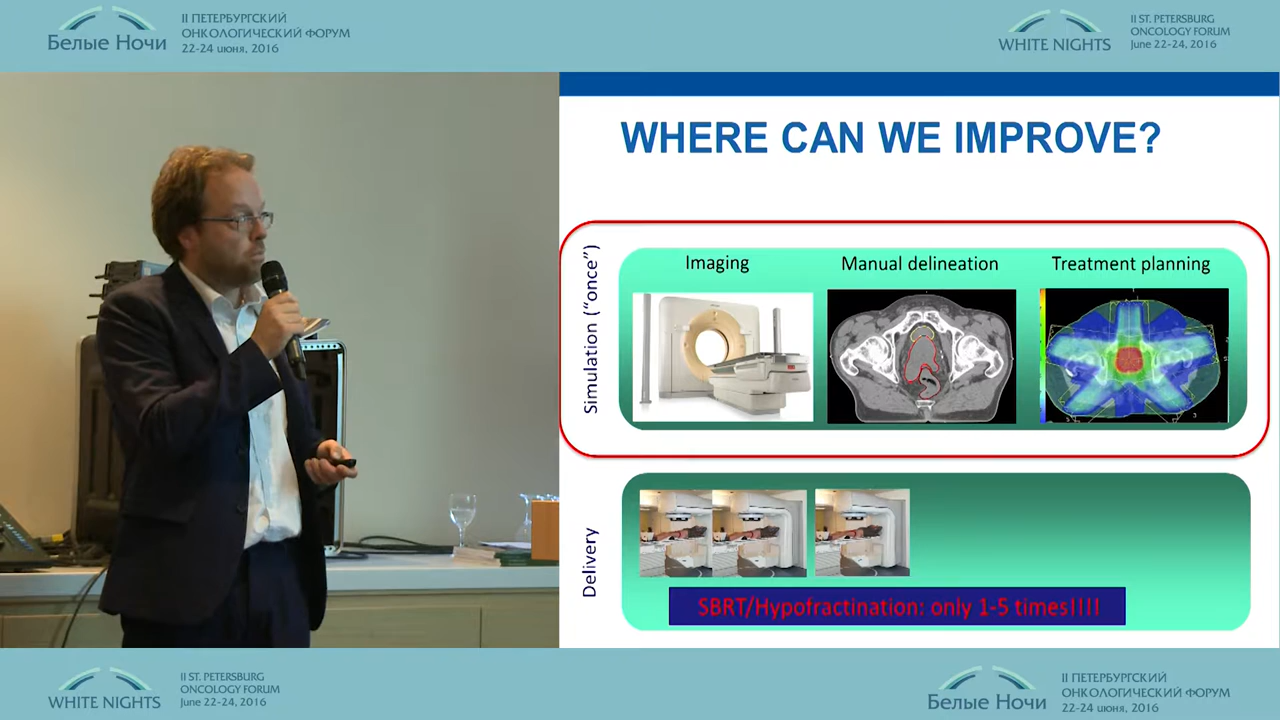 Белые Ночи
II ПЕТЕРБУРГСКИЙ
ОНКОЛОГИЧЕСКИЙ ФОРУМ
22-24 июня, 2016
WHITE NIGHTS
II ST. PETERSBURG
ONCOLOGY FORUM
June 22-24, 2016
WHERE CAN WE IMPROVE?
Simulation (“once”)
Imaging
Manual delineation
Treatment planning
Delivery
SBRT/Hypofractination: only 1-5 times!!!!
WHITE NIGHTS
II ST. PETERSBURG
ONCOLOGY FORUM
June 22-24, 2016
Белые Ночи
II ПЕТЕРБУРГСКИЙ
ОНКОЛОГИЧЕСКИЙ ФОРУМ
22-24 июня, 2016